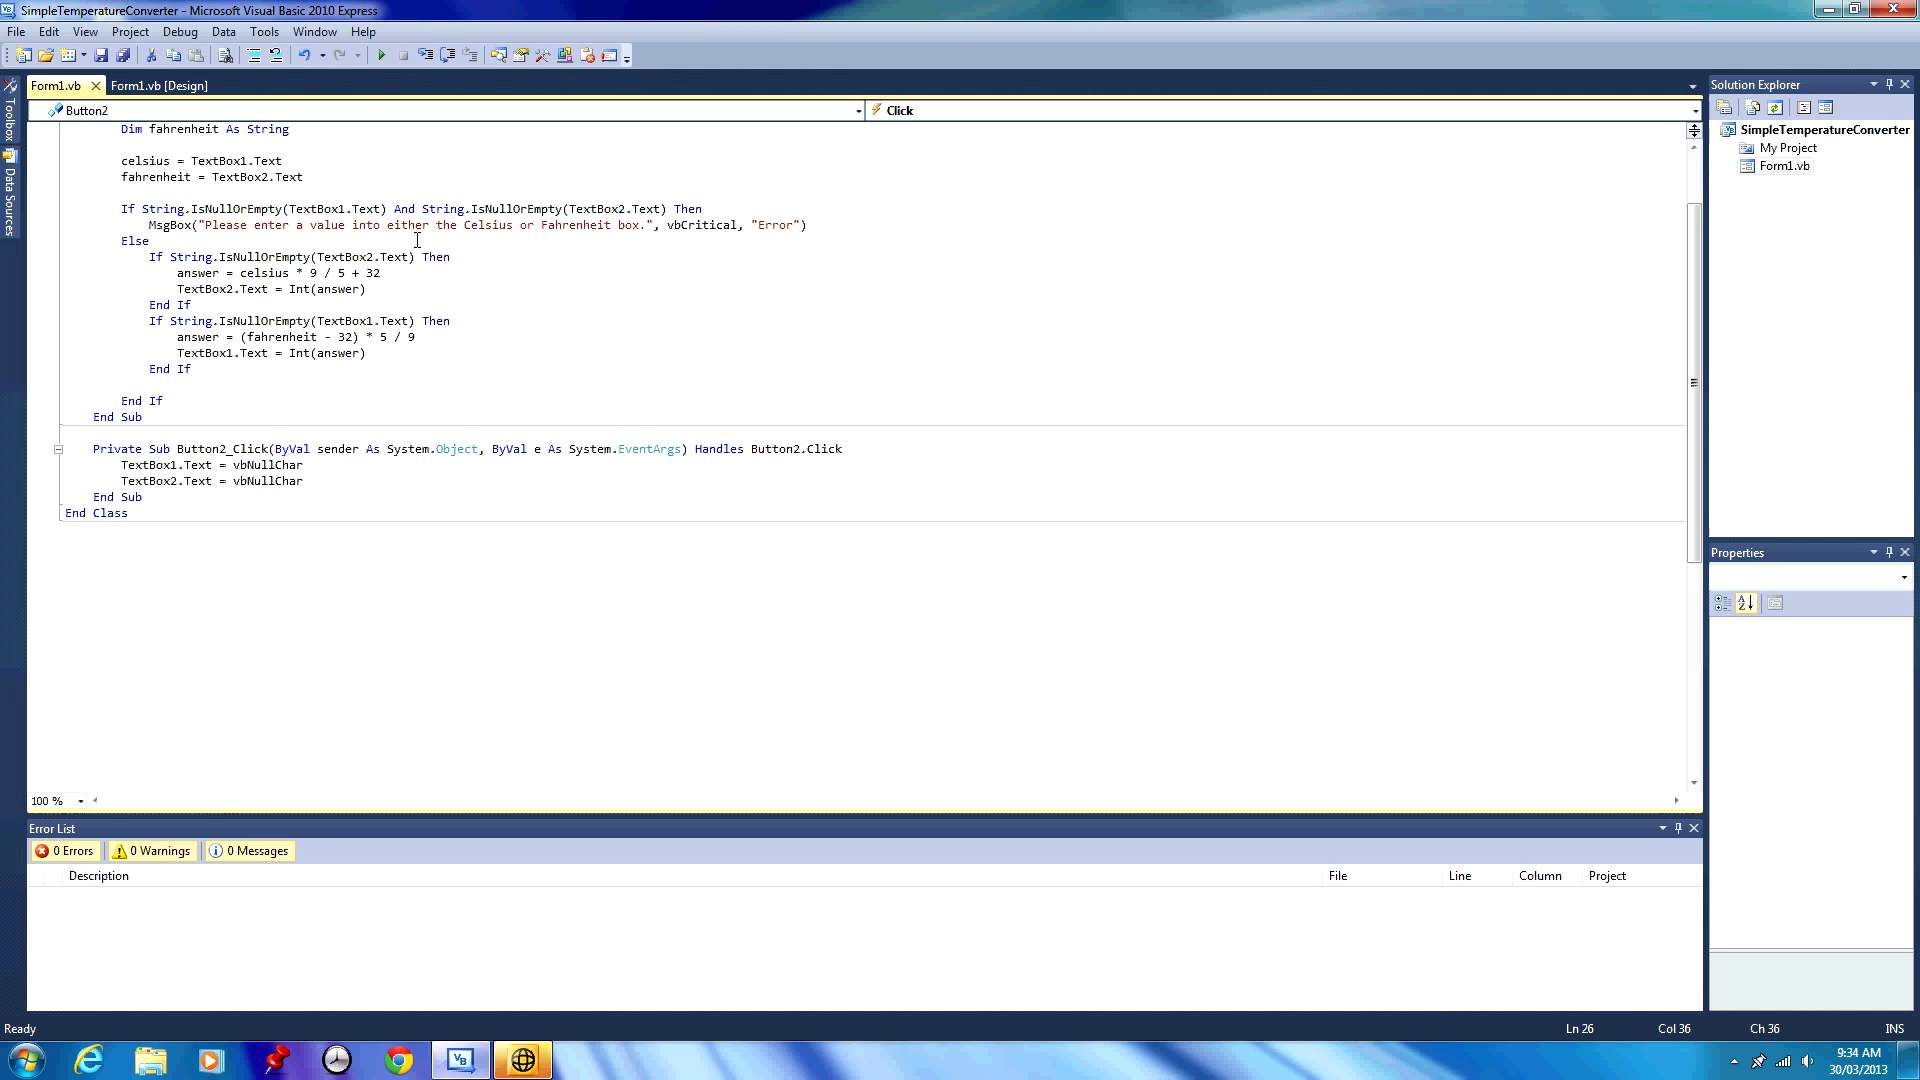 SimpleTemperatureConverter - Microsoft Visual Basic 2010 Express
File Edit View Project Debug Data Tools Window Help
Form1.vb Form1.vb [Design]
Button2 Click
Toolbox
Data Sources
Dim fahrenheit As String
celsius = TextBox1.Text
fahrenheit = TextBox2.Text
If String.IsNullOrEmpty(TextBox1.Text) And String.IsNullOrEmpty(TextBox2.Text) Then
MsgBox("Please enter a value into either the Celsius or Fahrenheit box.", vbCritical, "Error")
Else
If String.IsNullOrEmpty(TextBox2.Text) Then
answer = celsius * 9 / 5 + 32
TextBox2.Text = Int(answer)
End If
If String.IsNullOrEmpty(TextBox1.Text) Then
answer = (fahrenheit - 32) * 5 / 9
TextBox1.Text = Int(answer)
End If
End If
End Sub
Private Sub Button2_Click(ByVal sender As System.Object, ByVal e As System.EventArgs) Handles Button2.Click
TextBox1.Text = vbNullChar
TextBox2.Text = vbNullChar
End Sub
End Class
100 %
Solution Explorer
SimpleTemperatureConverter
My Project
Form1.vb
Properties
Error List
0 Errors 0 Warnings 0 Messages
Description File Line Column Project
Ready Ln 26 Col 36 Ch 36 INS
9:34 AM
30/03/2013